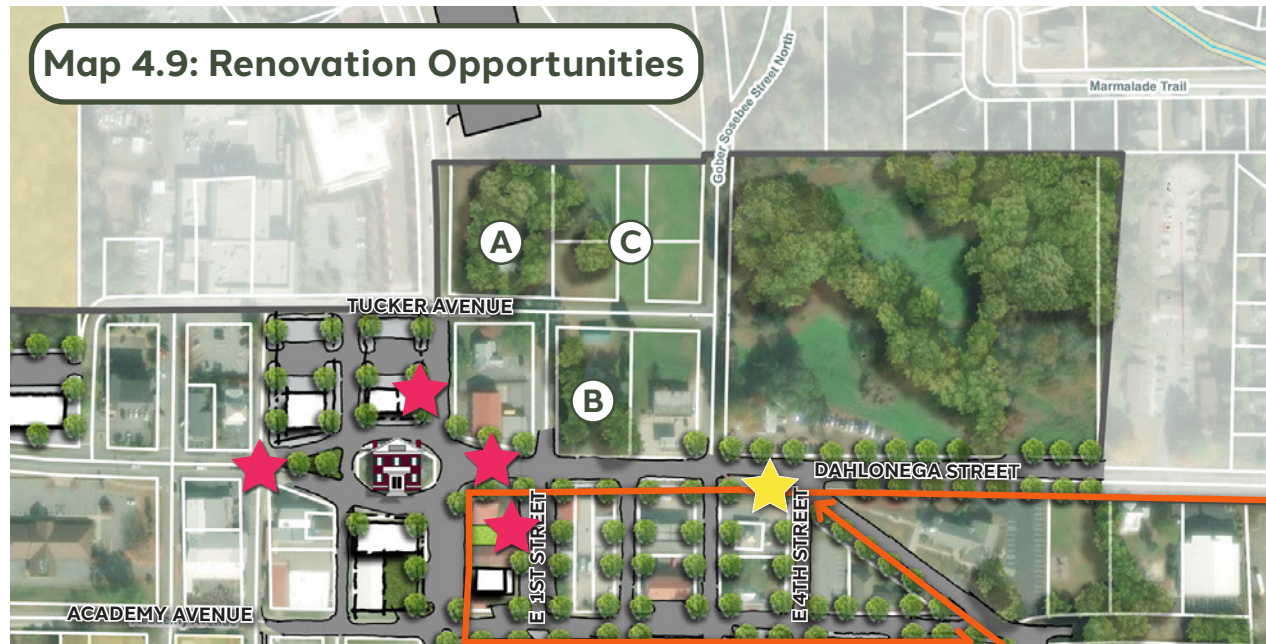 Map 4.9: Renovation Opportunities
Marmalade Trail
Gober Sosebee Street North
A
C
TUCKER AVENUE
B
DAHLONEGA STREET
E 1ST STREET
E 4TH STREET
ACADEMY AVENUE